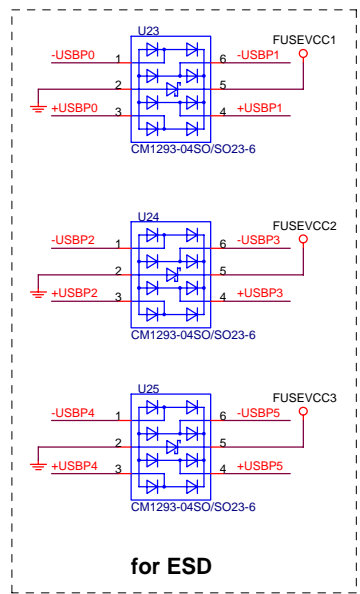 U23
FUSEVCC1
-USBP0 1 6 -USBP1
2 5
+USBP0 3 4 +USBP1
CM1293-04SO/SO23-6
U24
FUSEVCC2
-USBP2 1 6 -USBP3
2 5
+USBP2 3 4 +USBP3
CM1293-04SO/SO23-6
U25
FUSEVCC3
-USBP4 1 6 -USBP5
2 5
+USBP4 3 4 +USBP5
CM1293-04SO/SO23-6
for ESD